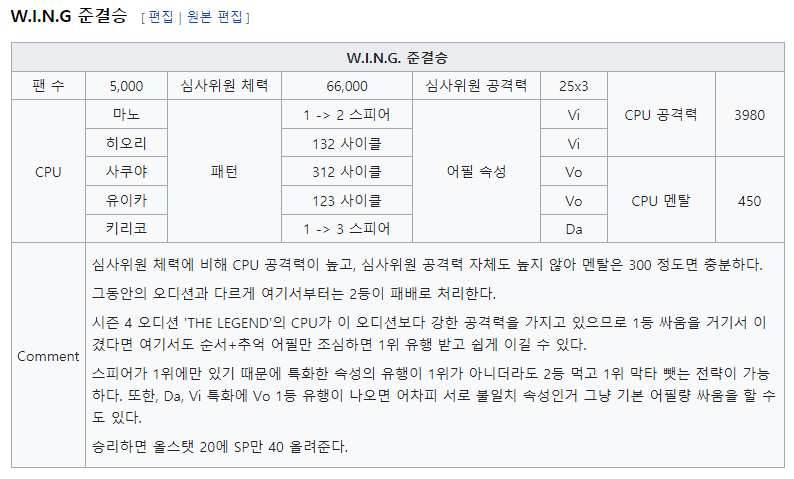 W.I.N.G 준결승 [ 편집 | 원본 편집 ]
W.I.N.G. 준결승
팬 수 5,000 심사위원 체력 66,000 심사위원 공격력 25x3 CPU 공격력 3980
CPU 마노 패턴 1 -> 2 스피어 어필 속성 Vi
히오리 132 사이클 Vi
사쿠야 312 사이클 Vo CPU 멘탈 450
유이카 123 사이클 Vo
키리코 1 -> 3 스피어 Da
Comment
심사위원 체력에 비해 CPU 공격력이 높고, 심사위원 공격력 자체도 높지 않아 멘탈은 300 정도면 충분하다.
그동안의 오디션과 다르게 여기서부터는 2등이 패배로 처리한다.
시즌 4 오디션 'THE LEGEND'의 CPU가 이 오디션보다 강한 공격력을 가지고 있으므로 1등 싸움을 거기서 이
겼다면 여기서도 순서+추억 어필만 조심하면 1위 유행 받고 쉽게 이길 수 있다.
스피어가 1위에만 있기 때문에 특화한 속성의 유행이 1위가 아니더라도 2등 먹고 1위 막타 뺏는 전략이 가능
하다. 또한, Da, Vi 특화에 Vo 1등 유행이 나오면 어차피 서로 불일치 속성인거 그냥 기본 어필량 싸움을 할 수
도 있다.
승리하면 올스탯 20에 SP만 40 올려준다.